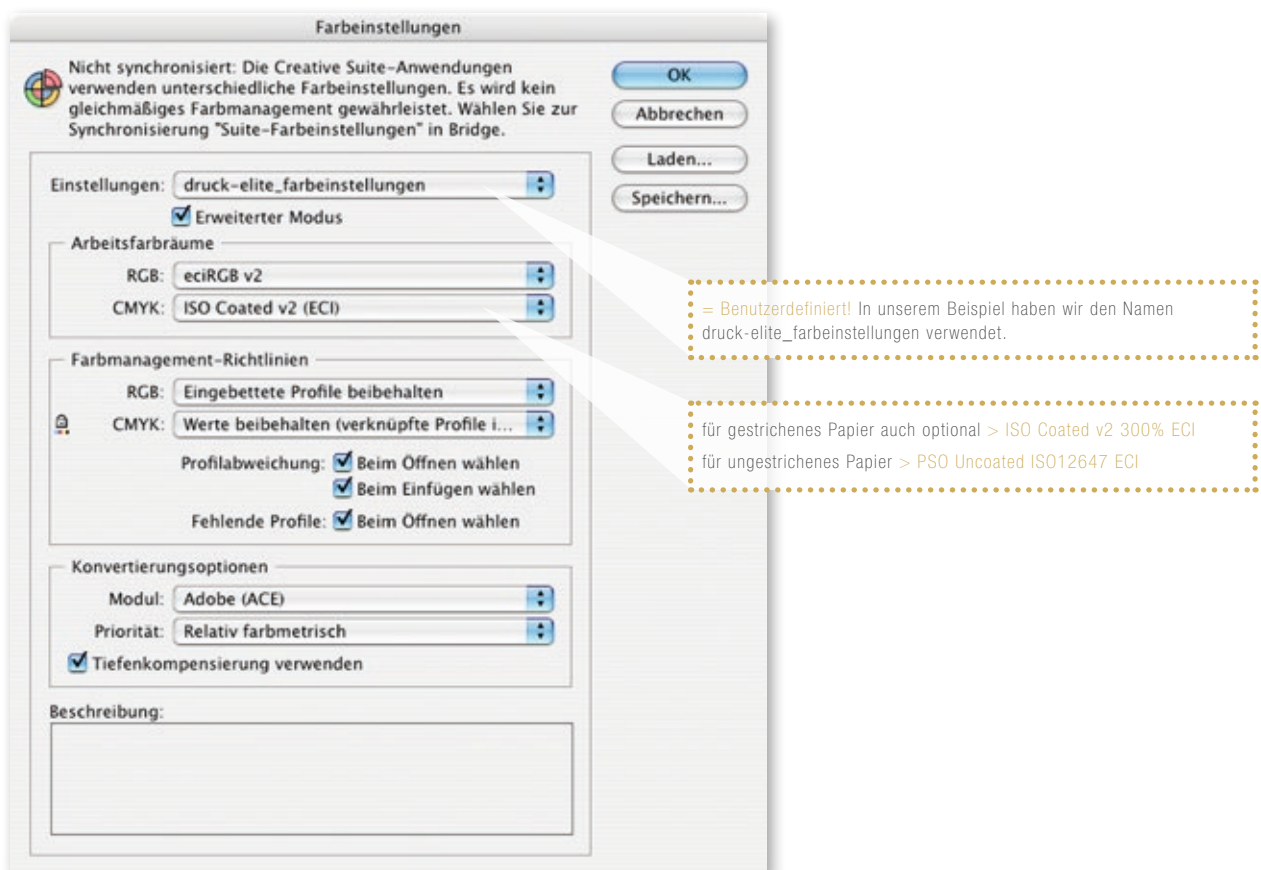 Farbeinstellungen
Nicht synchronisiert: Die Creative Suite-Anwendungen
verwenden unterschiedliche Farbeinstellungen. Es wird kein
gleichmäßiges Farbmanagement gewährleistet. Wählen Sie zur
Synchronisierung "Suite-Farbeinstellungen" in Bridge.
OK
Abbrechen
Laden...
Speichern...
Einstellungen: druck-elite_farbeinstellungen
Erweiterter Modus
Arbeitsfarbräume
RGB: eciRGB v2
CMYK: ISO Coated v2 (ECI)
= Benutzerdefiniert! In unserem Beispiel haben wir den Namen
druck-elite_farbeinstellungen verwendet.
Farbmanagement-Richtlinien
RGB: Eingebettete Profile beibehalten
CMYK: Werte beibehalten (verknüpfte Profile i...
Profilabweichung: Beim Öffnen wählen
Beim Einfügen wählen
Fehlende Profile: Beim Öffnen wählen
für gestrichenes Papier auch optional > ISO Coated v2 300% ECI
für ungestrichenes Papier > PSO Uncoated ISO12647 ECI
Konvertierungsoptionen
Modul: Adobe (ACE)
Priorität: Relativ farbmetrisch
Tiefenkompensierung verwenden
Beschreibung: